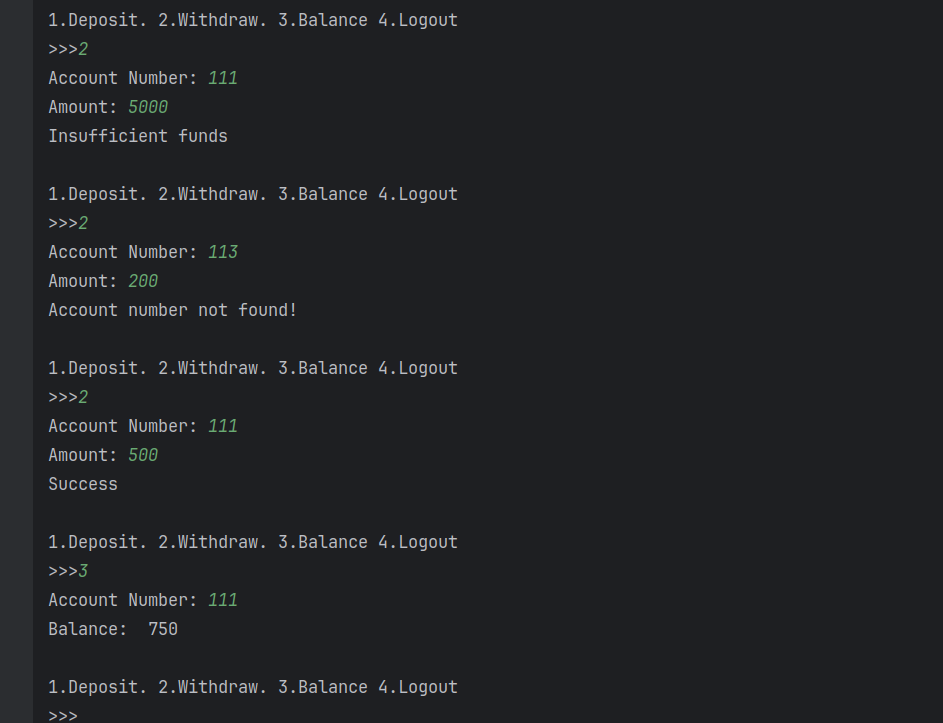 1.Deposit. 2.Withdraw. 3.Balance 4.Logout
>>>2
Account Number: 111
Amount: 5000
Insufficient funds
1.Deposit. 2.Withdraw. 3.Balance 4.Logout
>>>2
Account Number: 113
Amount: 200
Account number not found!
1.Deposit. 2.Withdraw. 3.Balance 4.Logout
>>>2
Account Number: 111
Amount: 500
Success
1.Deposit. 2.Withdraw. 3.Balance 4.Logout
>>>3
Account Number: 111
Balance:  750
1.Deposit. 2.Withdraw. 3.Balance 4.Logout
>>>